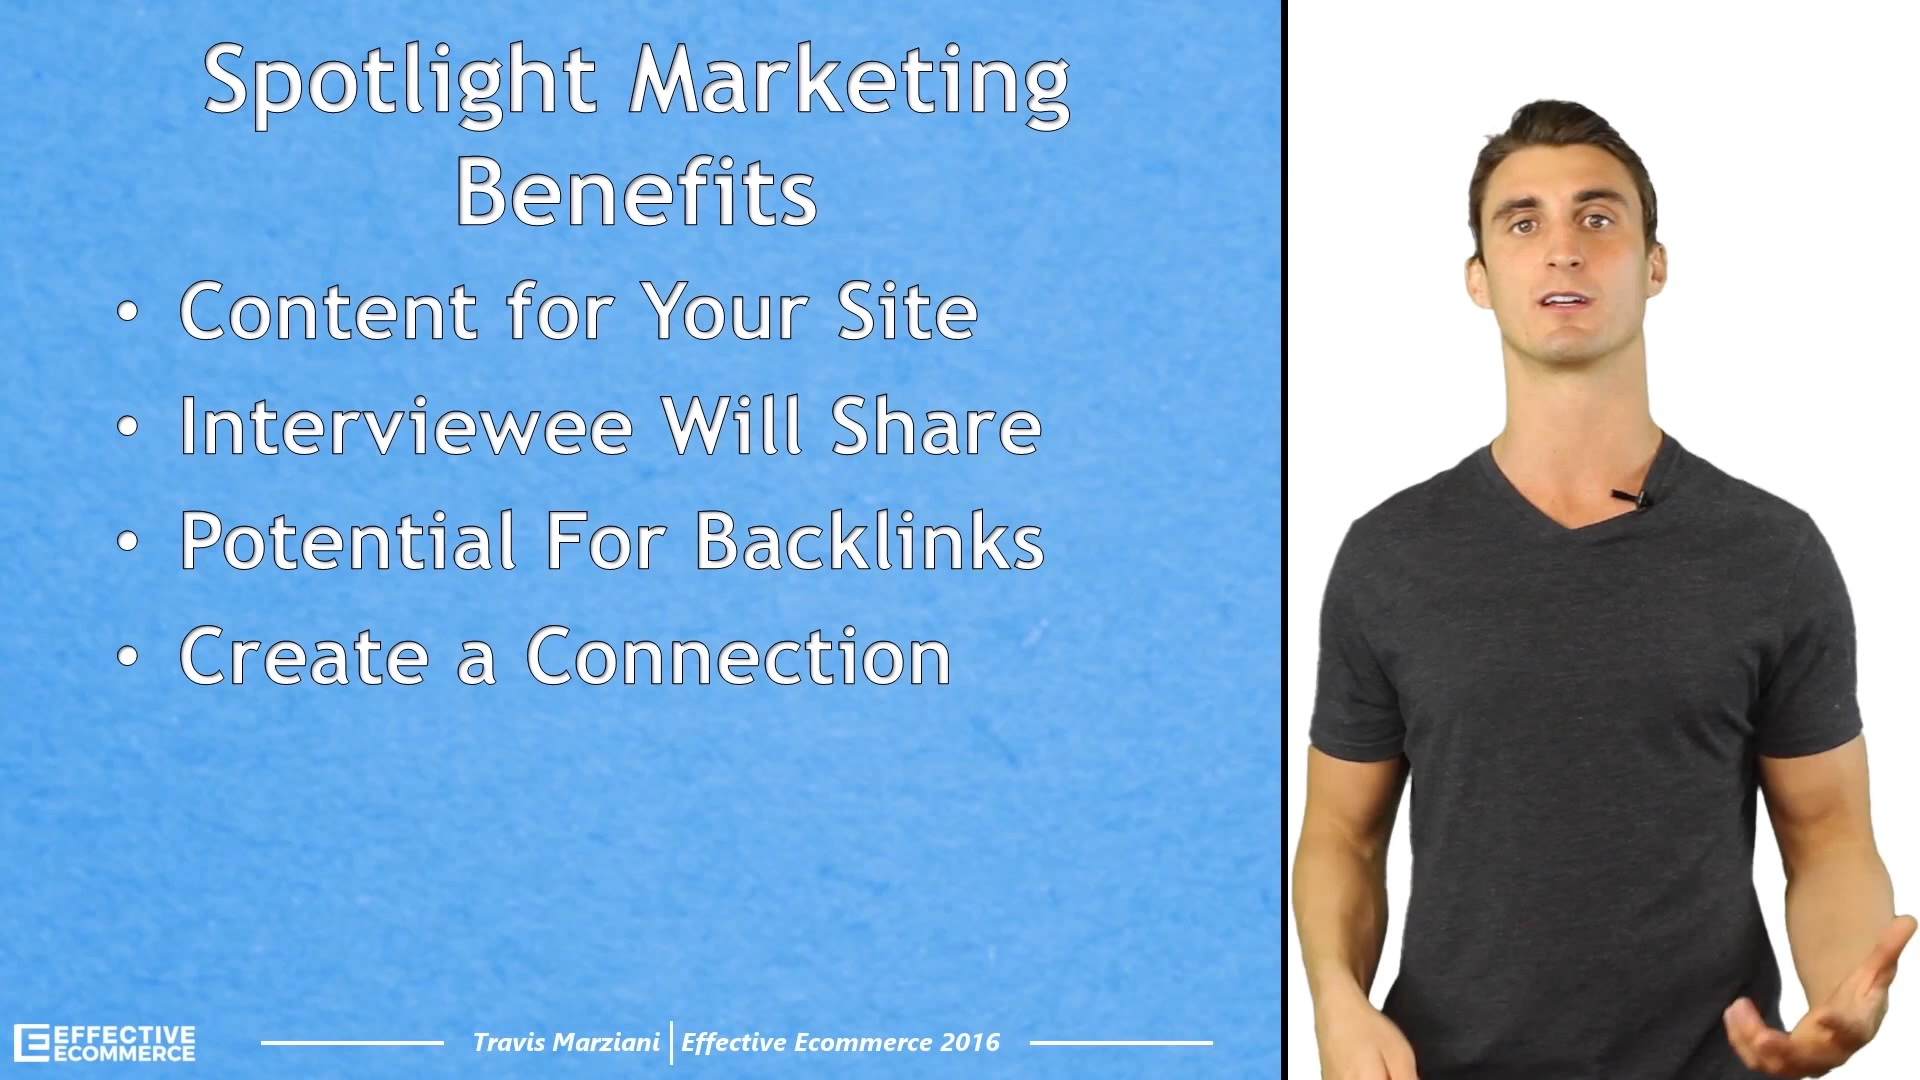 Spotlight Marketing
Benefits
• Content for Your Site
• Interviewee Will Share
• Potential For Backlinks
• Create a Connection
EFFECTIVE
ECOMMERCE
Travis Marziani | Effective Ecommerce 2016